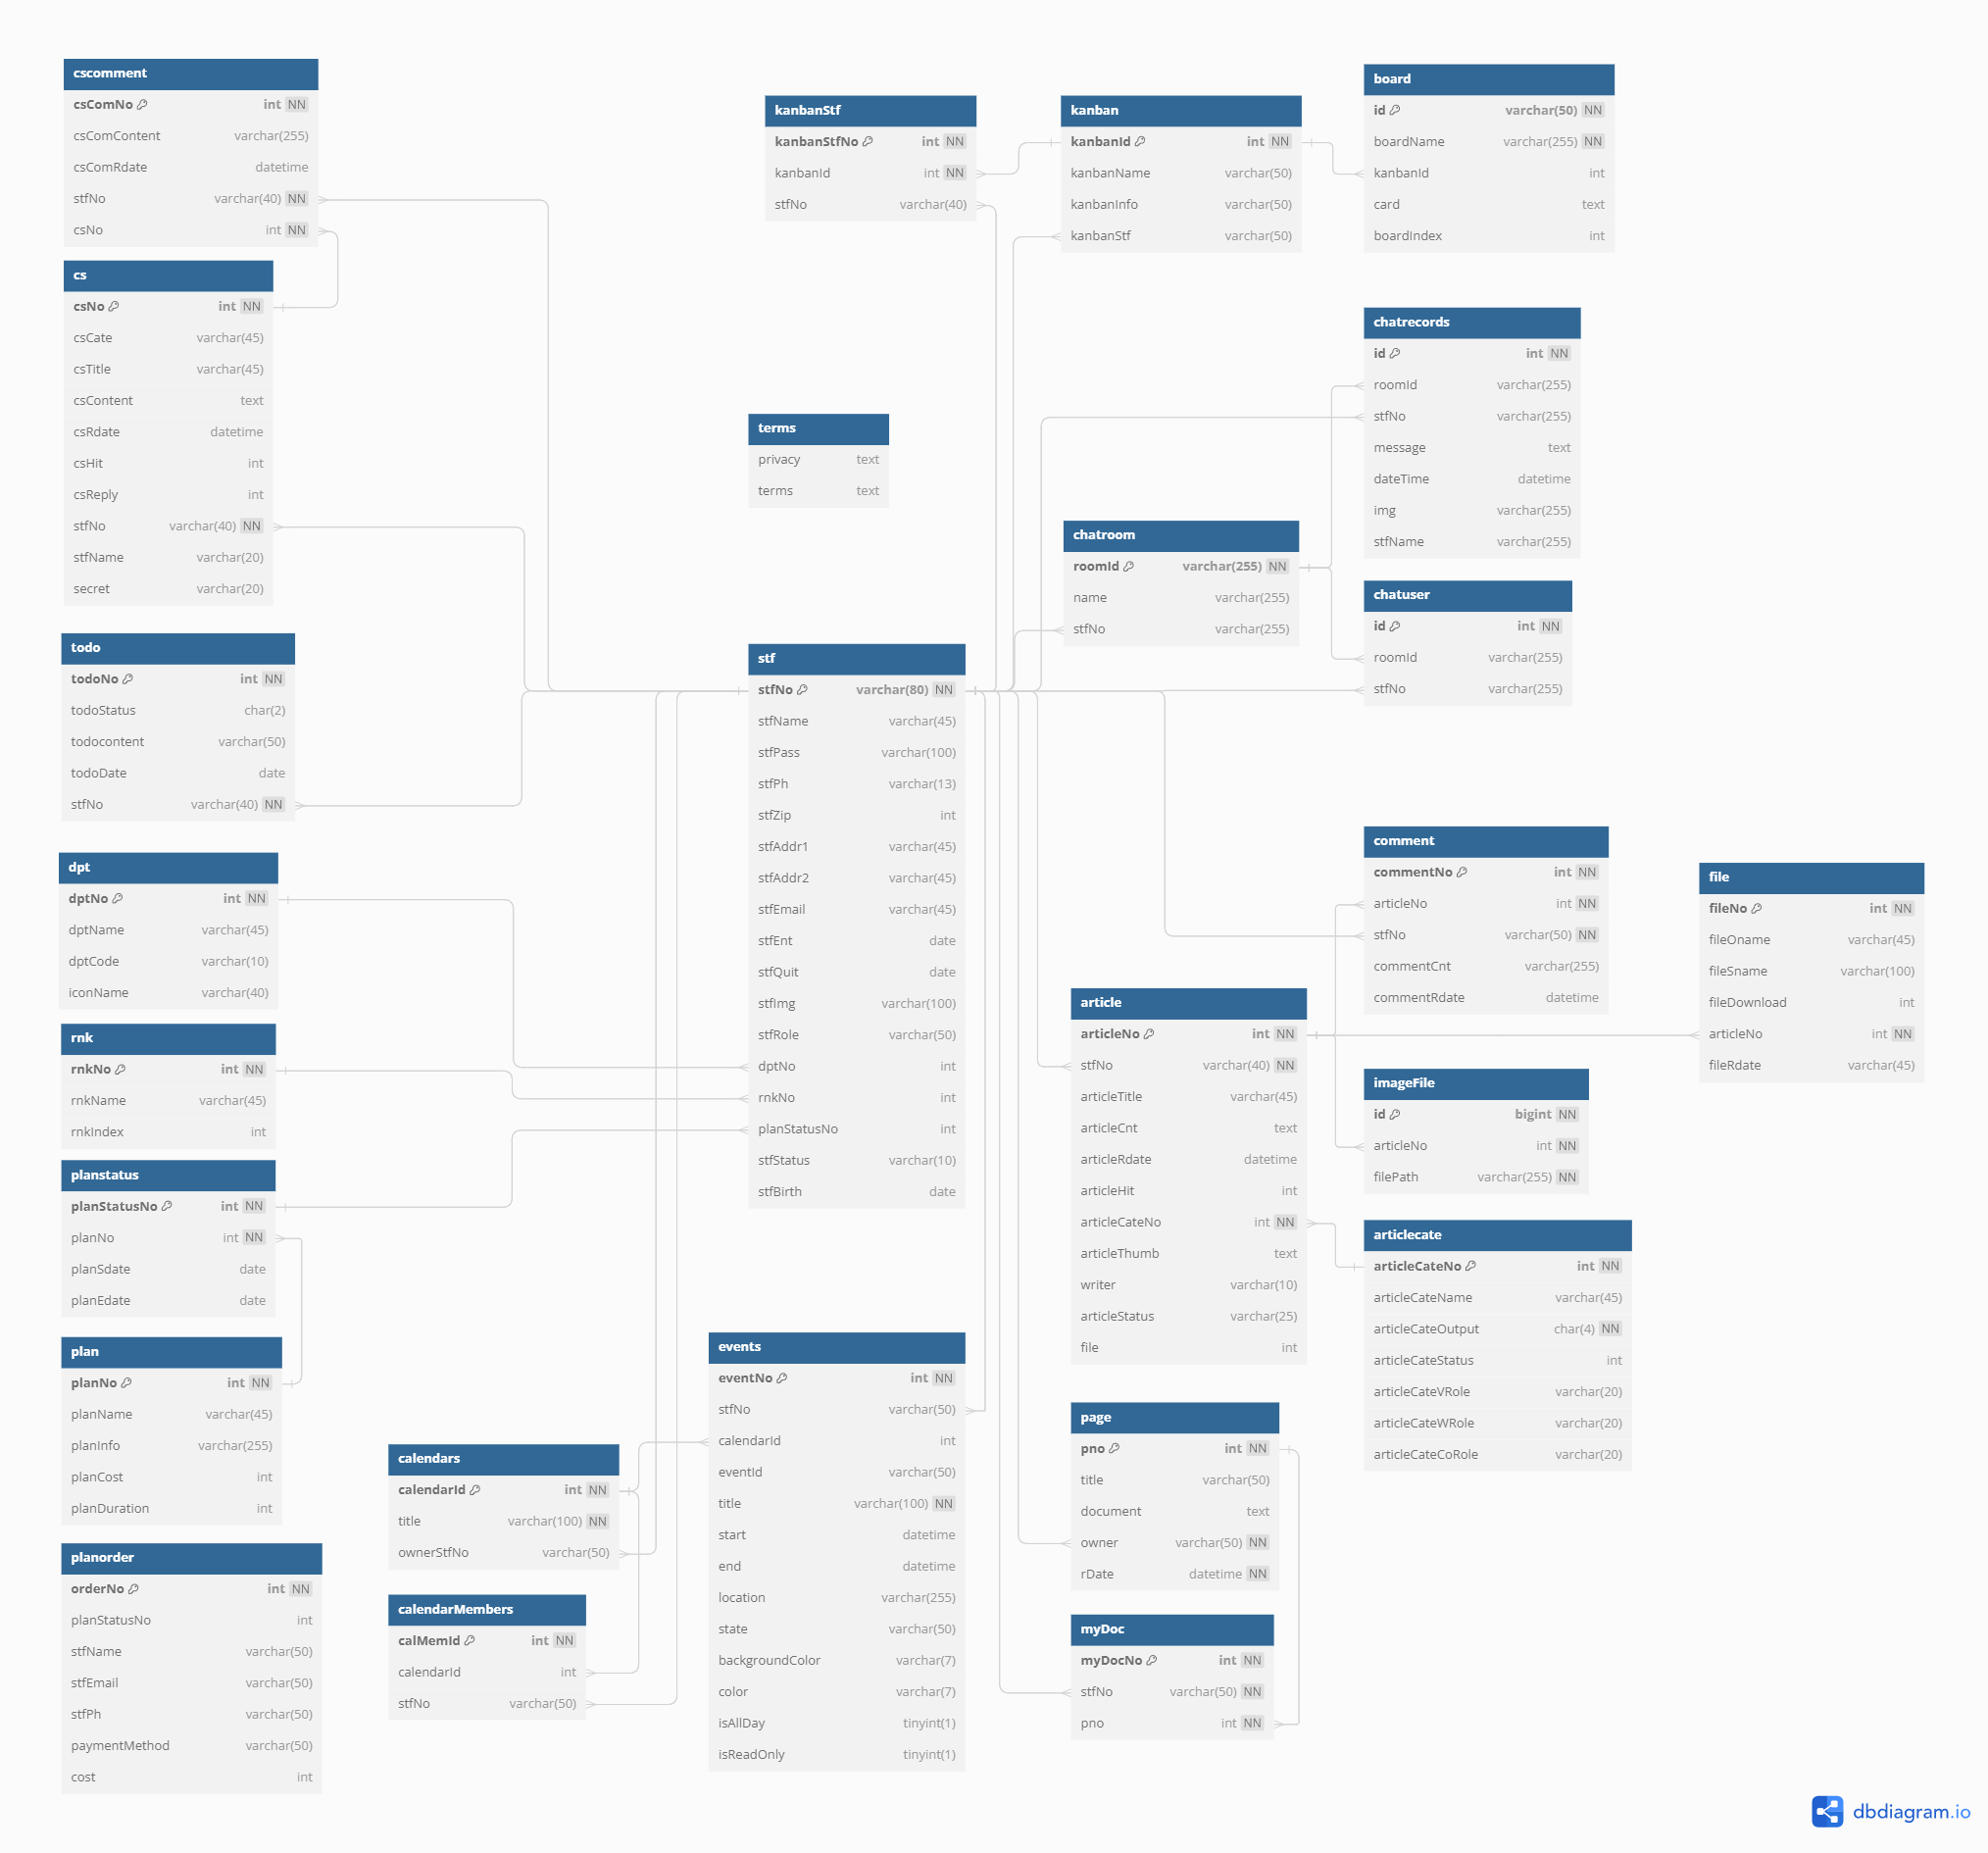 cscomment
csComNo int NN
csComContent varchar(255)
csComRdate datetime
stfNo varchar(40) NN
csNo int NN
cs
csNo int NN
csCate varchar(45)
csTitle varchar(45)
csContent text
csRdate datetime
csHit int
csReply int
stfNo varchar(40) NN
stfName varchar(20)
secret varchar(20)
todo
todoNo int NN
todoStatus char(2)
todocontent varchar(50)
todoDate date
stfNo varchar(40) NN
dpt
dptNo int NN
dptName varchar(45)
dptCode varchar(10)
iconName varchar(40)
rnk
rnkNo int NN
rnkName varchar(45)
rnkIndex int
planstatus
planStatusNo int NN
planNo int NN
planSdate date
planEdate date
plan
planNo int NN
planName varchar(45)
planInfo varchar(255)
planCost int
planDuration int
planorder
orderNo int NN
planStatusNo int
stfName varchar(50)
stfEmail varchar(50)
stfPh varchar(50)
paymentMethod varchar(50)
cost int
calendars
calendarId int NN
title varchar(100) NN
ownerStfNo varchar(50)
calendarMembers
calMemId int NN
calendarId int
stfNo varchar(50)
kanbanStf
kanbanStfNo int NN
kanbanId int NN
stfNo varchar(40)
terms
privacy text
terms text
stf
stfNo varchar(80) NN
stfName varchar(45)
stfPass varchar(100)
stfPh varchar(13)
stfZip int
stfAddr1 varchar(45)
stfAddr2 varchar(45)
stfEmail varchar(45)
stfEnt date
stfQuit date
stfImg varchar(100)
stfRole varchar(50)
dptNo int
rnkNo int
planStatusNo int
stfStatus varchar(10)
stfBirth date
events
eventNo int NN
stfNo varchar(50)
calendarId int
eventId varchar(50)
title varchar(100) NN
start datetime
end datetime
location varchar(255)
state varchar(50)
backgroundColor varchar(7)
color varchar(7)
isAllDay tinyint(1)
isReadOnly tinyint(1)
kanban
kanbanId int NN
kanbanName varchar(50)
kanbanInfo varchar(50)
kanbanStf varchar(50)
chatroom
roomId varchar(255) NN
name varchar(255)
stfNo varchar(255)
article
articleNo int NN
stfNo varchar(40) NN
articleTitle varchar(45)
articleCnt text
articleRdate datetime
articleHit int
articleCateNo int NN
articleThumb text
writer varchar(10)
articleStatus varchar(25)
file int
page
pno int NN
title varchar(50)
document text
owner varchar(50) NN
rDate datetime NN
myDoc
myDocNo int NN
stfNo varchar(50) NN
pno int NN
board
id varchar(50) NN
boardName varchar(255) NN
kanbanId int
card text
boardIndex int
chatrecords
id int NN
roomId varchar(255)
stfNo varchar(255)
message text
dateTime datetime
img varchar(255)
stfName varchar(255)
chatuser
id int NN
roomId varchar(255)
stfNo varchar(255)
comment
commentNo int NN
articleNo int NN
stfNo varchar(50) NN
commentCnt varchar(255)
commentRdate datetime
imageFile
id bigint NN
articleNo int NN
filePath varchar(255) NN
articlecate
articleCateNo int NN
articleCateName varchar(45)
articleCateOutput char(4) NN
articleCateStatus int
articleCateVRole varchar(20)
articleCateWRole varchar(20)
articleCateCoRole varchar(20)
file
fileNo int NN
fileOname varchar(45)
fileSname varchar(100)
fileDownload int
articleNo int NN
fileRdate varchar(45)
dbdiagram.io